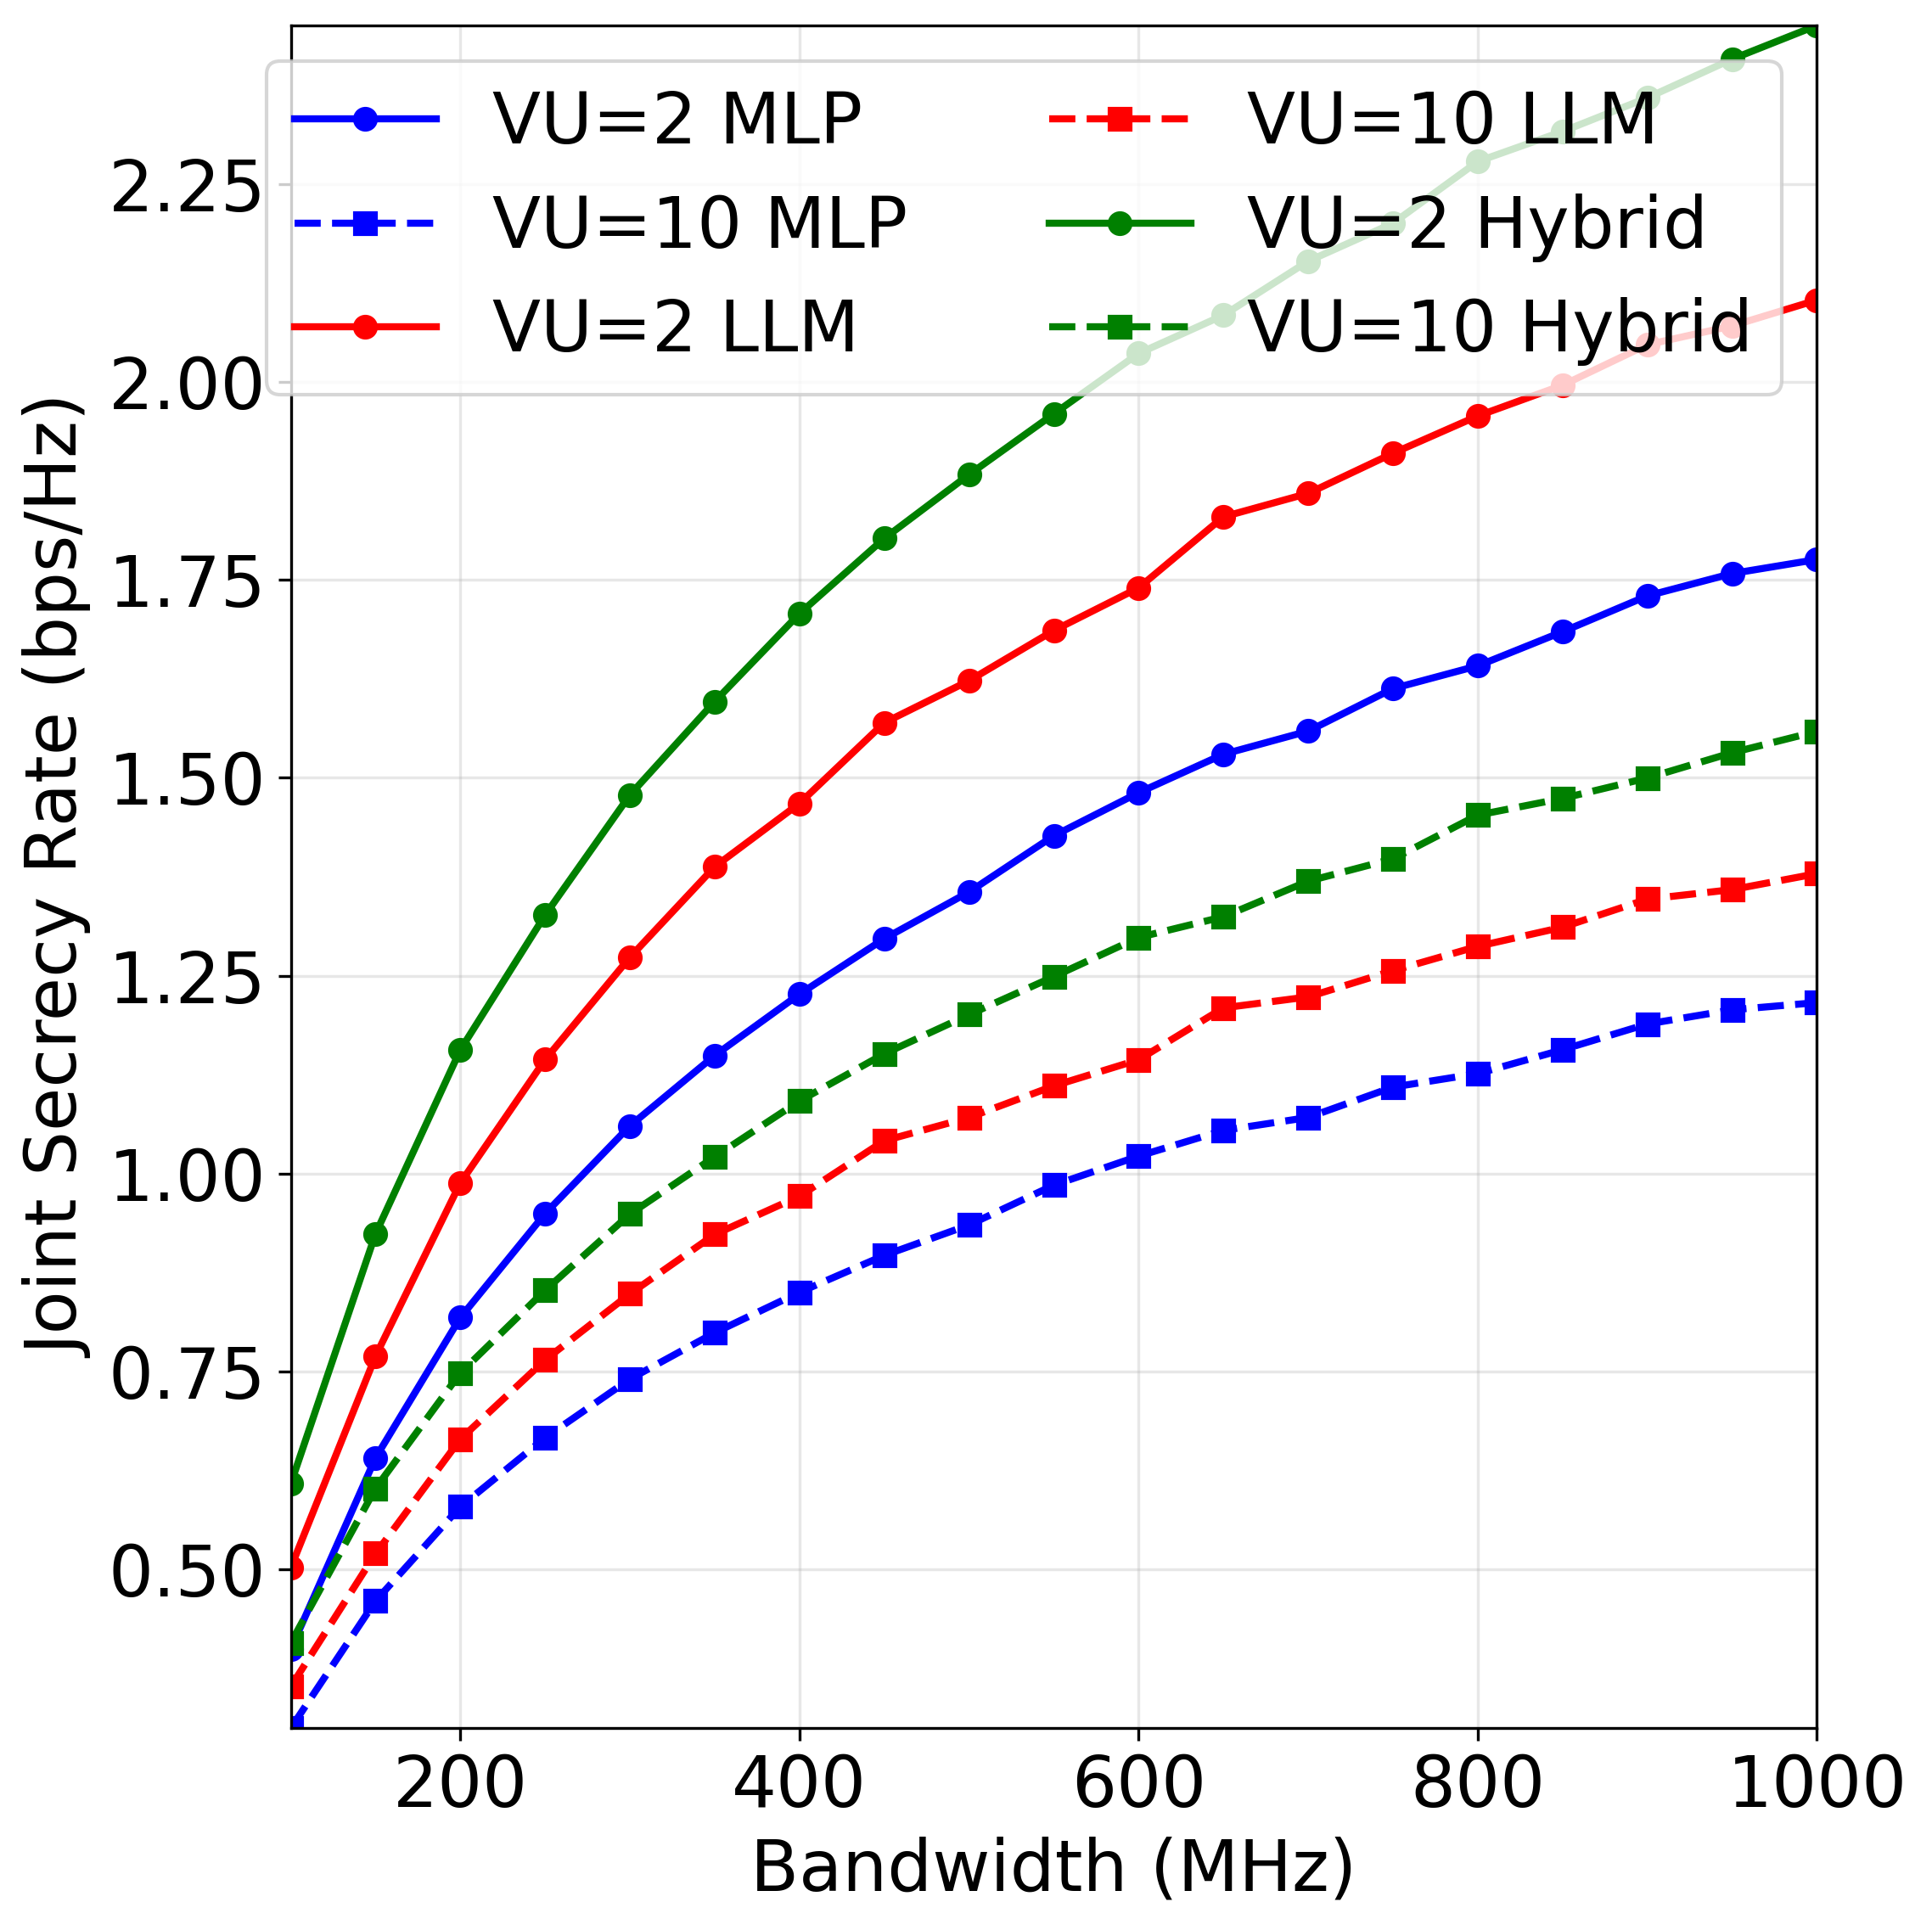 VU=2 MLP
VU=10 MLP
VU=2 LLM
VU=10 LLM
VU=2 Hybrid
VU=10 Hybrid
Joint Secrecy Rate (bps/Hz)
2.25
2.00
1.75
1.50
1.25
1.00
0.75
0.50
200 400 600 800 1000
Bandwidth (MHz)